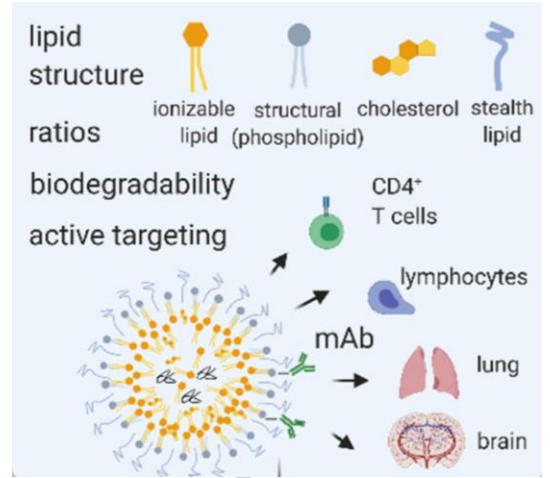 lipid
structure
ratios
biodegradability
active targeting
ionizable
lipid
structural
(phospholipid)
cholesterol
stealth
lipid
CD4⁺
T cells
lymphocytes
mAb
lung
brain